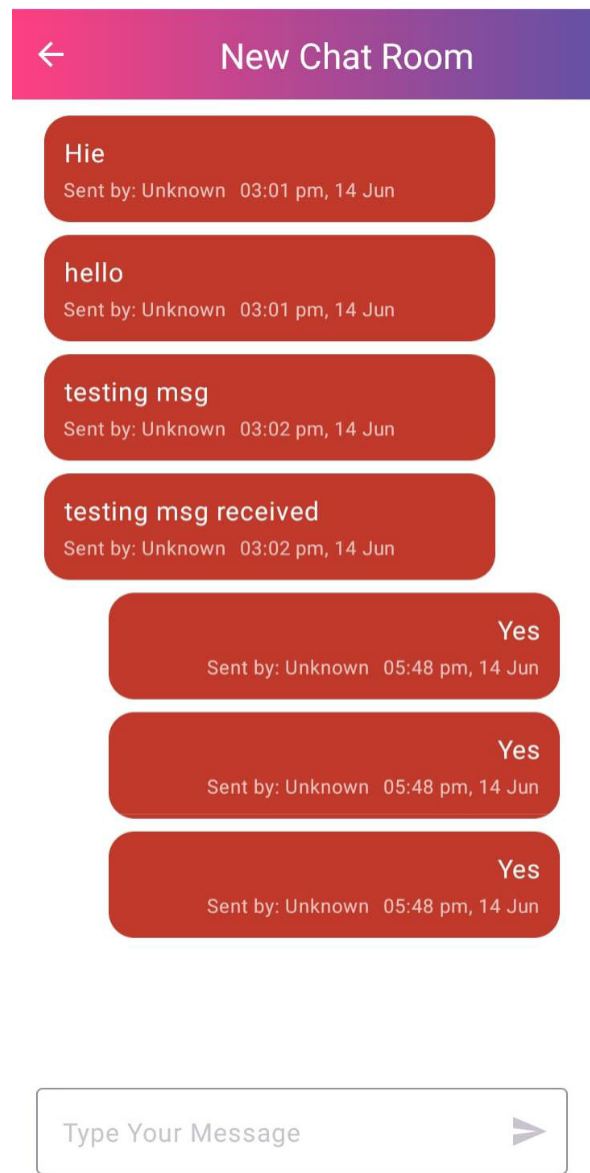 New Chat Room
Hie
Sent by: Unknown 03:01 pm, 14 Jun
hello
Sent by: Unknown 03:01 pm, 14 Jun
testing msg
Sent by: Unknown 03:02 pm, 14 Jun
testing msg received
Sent by: Unknown 03:02 pm, 14 Jun
Yes
Sent by: Unknown 05:48 pm, 14 Jun
Yes
Sent by: Unknown 05:48 pm, 14 Jun
Yes
Sent by: Unknown 05:48 pm, 14 Jun
Type Your Message